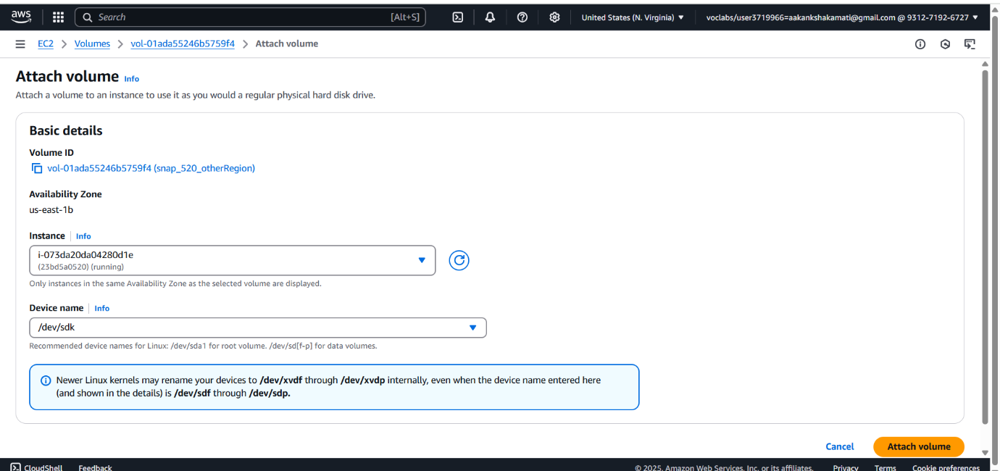 aws
Search [Alt+S] United States (N. Virginia) voclabs/user3719966=aakankshakamati@gmail.com @ 9312-7192-6727
EC2 Volumes vol-01ada55246b5759f4 Attach volume
Attach volume Info
Attach a volume to an instance to use it as you would a regular physical hard disk drive.
Basic details
Volume ID
vol-01ada55246b5759f4 (snap_520_otherRegion)
Availability Zone
us-east-1b
Instance Info
i-073da20da04280d1e
(23bd5a0520) (running)
Only instances in the same Availability Zone as the selected volume are displayed.
Device name Info
/dev/sdk
Recommended device names for Linux: /dev/sda1 for root volume. /dev/sd[f-p] for data volumes.
Newer Linux kernels may rename your devices to /dev/xvdf through /dev/xvdp internally, even when the device name entered here
(and shown in the details) is /dev/sdf through /dev/sdp.
Cancel Attach volume
CloudShell Feedback © 2025, Amazon Web Services, Inc. or its affiliates. Privacy Terms Cookie preferences